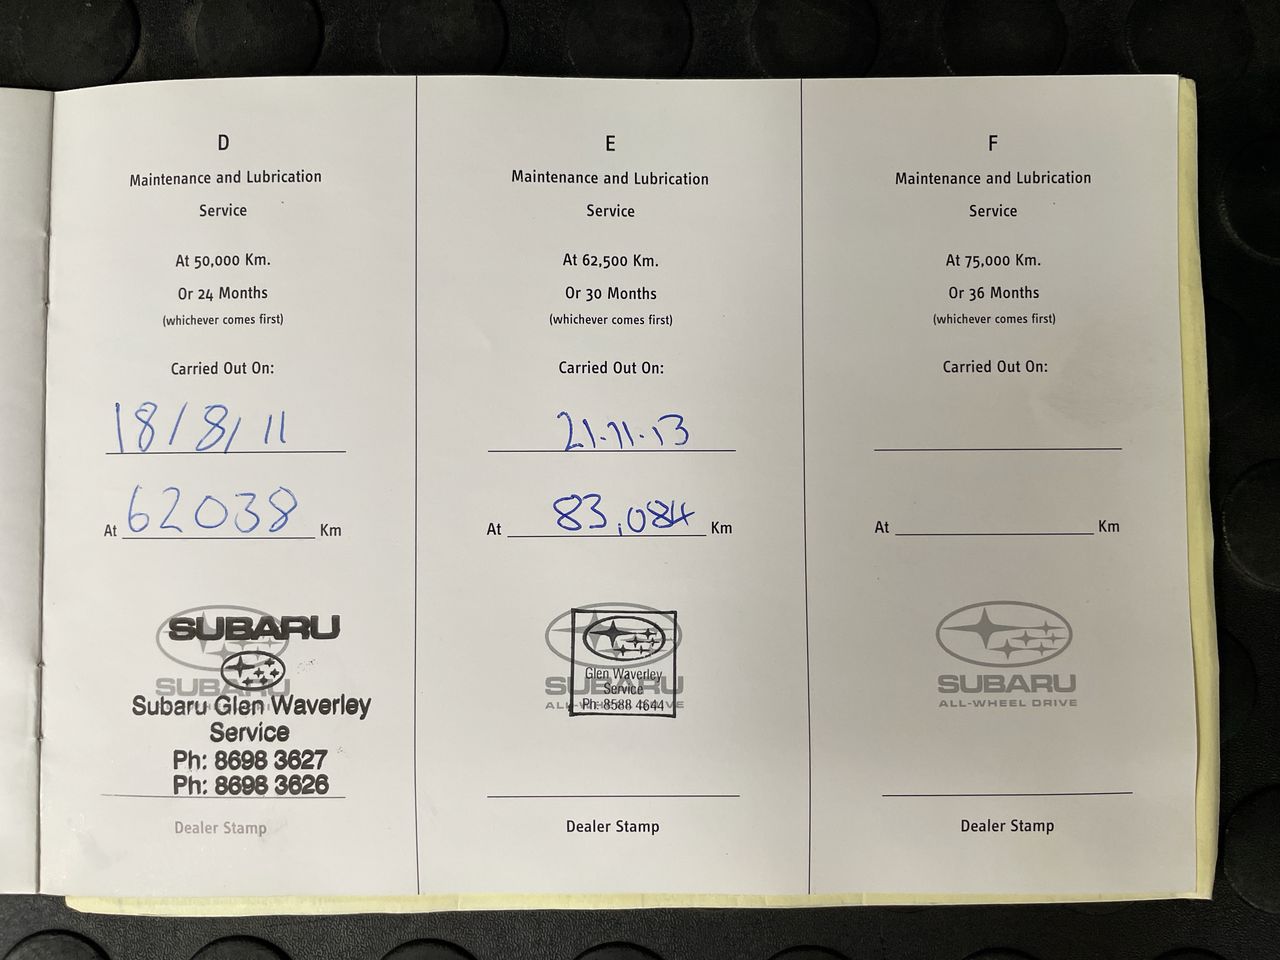 D
Maintenance and Lubrication
Service
At 50,000 Km.
Or 24 Months
(whichever comes first)
Carried Out On:
18/8/11
At 62038 Km
SUBARU
SUBARU
Subaru Glen Waverley
Service
Ph: 8698 3627
Ph: 8698 3626
Dealer Stamp
E
Maintenance and Lubrication
Service
At 62,500 Km.
Or 30 Months
(whichever comes first)
Carried Out On:
21.11.13
At 83,084 Km
Glen Waverley
SUBARU
Service
Ph: 8588 4644
Dealer Stamp
F
Maintenance and Lubrication
Service
At 75,000 Km.
Or 36 Months
(whichever comes first)
Carried Out On:
At Km
SUBARU
ALL-WHEEL DRIVE
Dealer Stamp